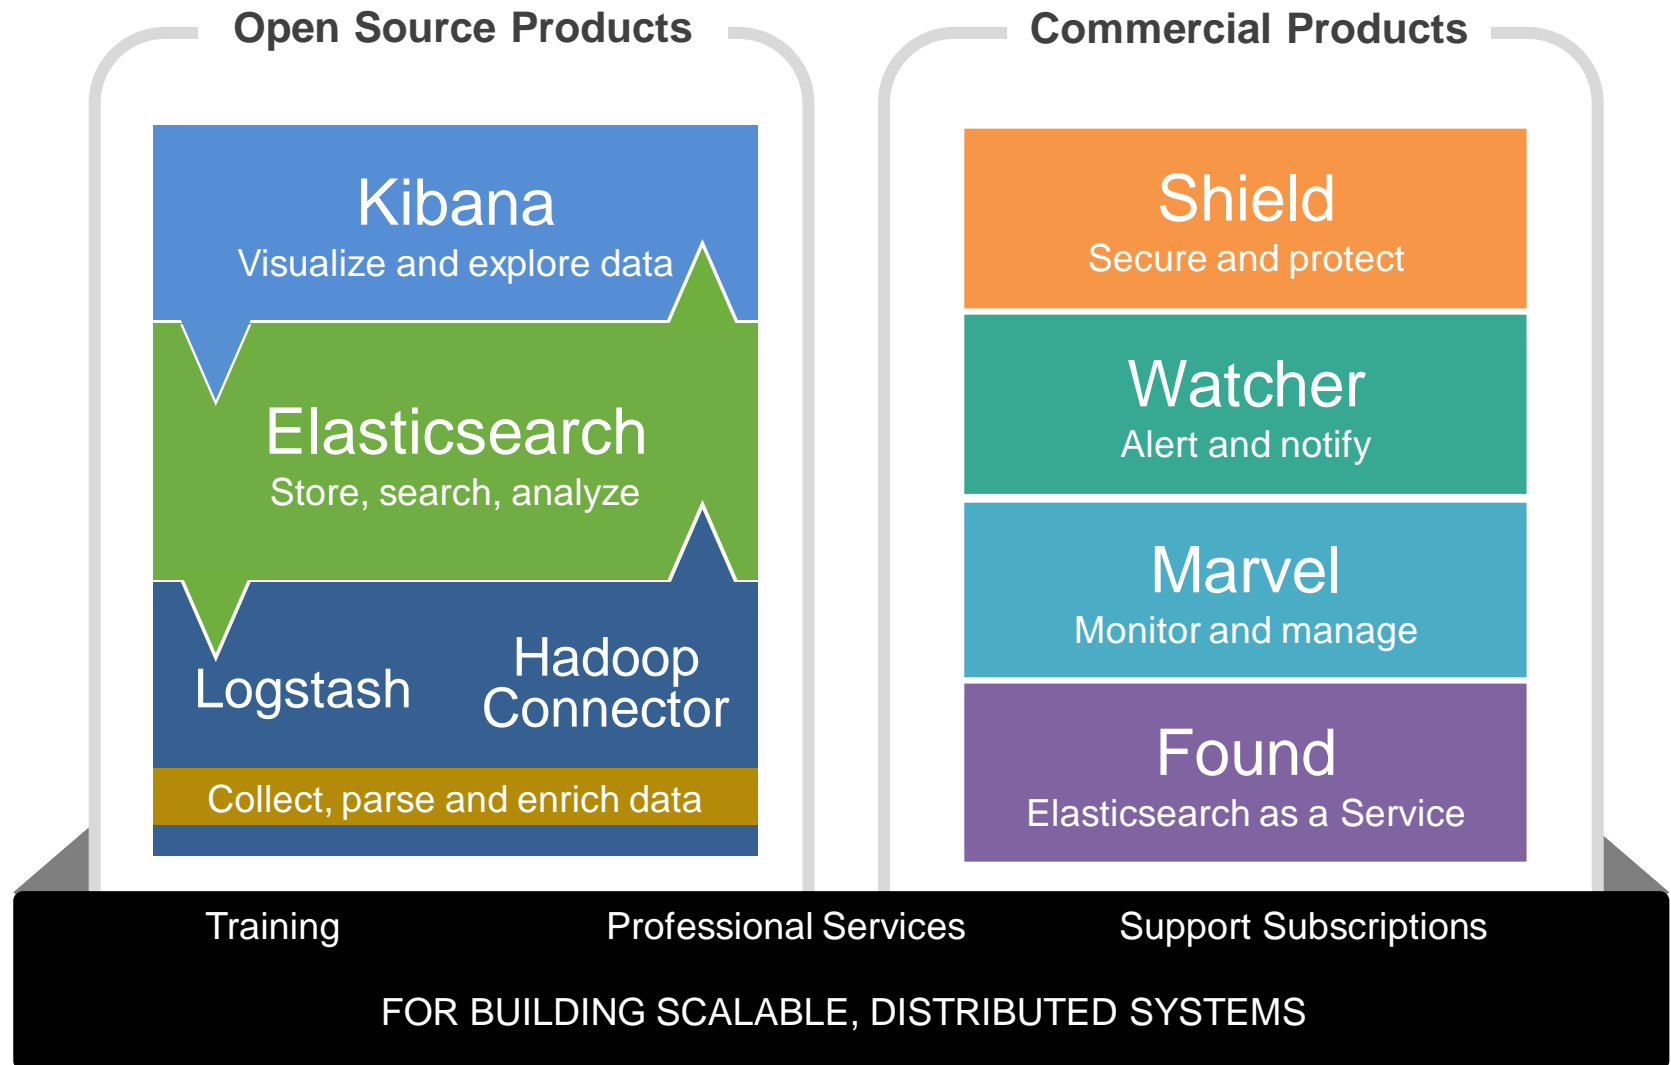 Open Source Products
Kibana
Visualize and explore data
Elasticsearch
Store, search, analyze
Logstash
Hadoop
Connector
Collect, parse and enrich data
Commercial Products
Shield
Secure and protect
Watcher
Alert and notify
Marvel
Monitor and manage
Found
Elasticsearch as a Service
Training
Professional Services
Support Subscriptions
FOR BUILDING SCALABLE, DISTRIBUTED SYSTEMS